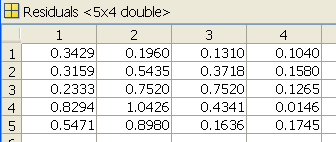 Residuals <5x4 double>
1 2 3 4
1 0.3429 0.1960 0.1310 0.1040
2 0.3159 0.5435 0.3718 0.1580
3 0.2333 0.7520 0.7520 0.1265
4 0.8294 1.0426 0.4341 0.0146
5 0.5471 0.8980 0.1636 0.1745